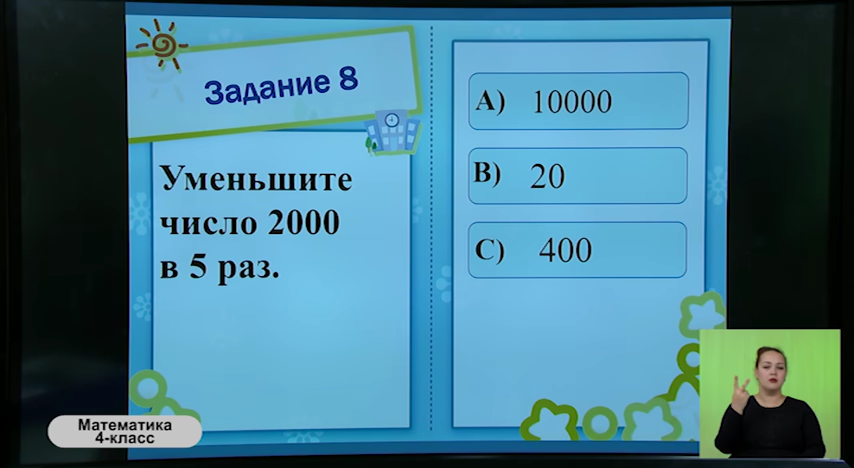 Задание 8
Уменьшите
число 2000
в 5 раз.
А) 10000
В) 20
С) 400
Математика
4-класс